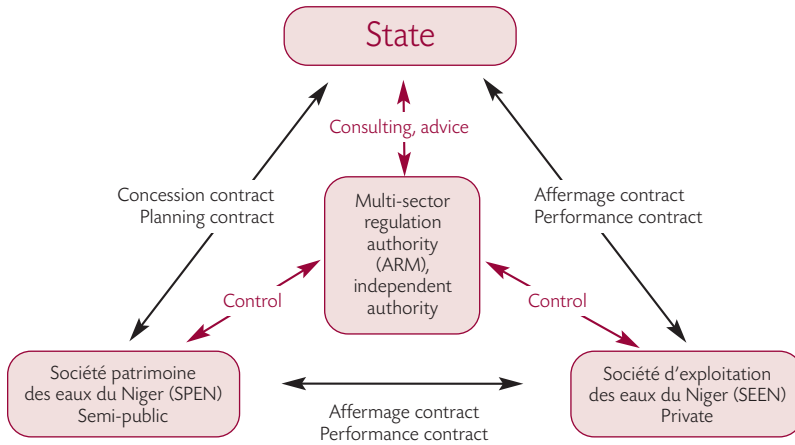 State
Consulting, advice
Concession contract
Planning contract
Multi-sector
regulation
authority
(ARM),
independent
authority
Affermage contract
Performance contract
Control
Control
Société patrimoine
des eaux du Niger (SPEN)
Semi-public
Affermage contract
Performance contract
Société d'exploitation
des eaux du Niger (SEEN)
Private